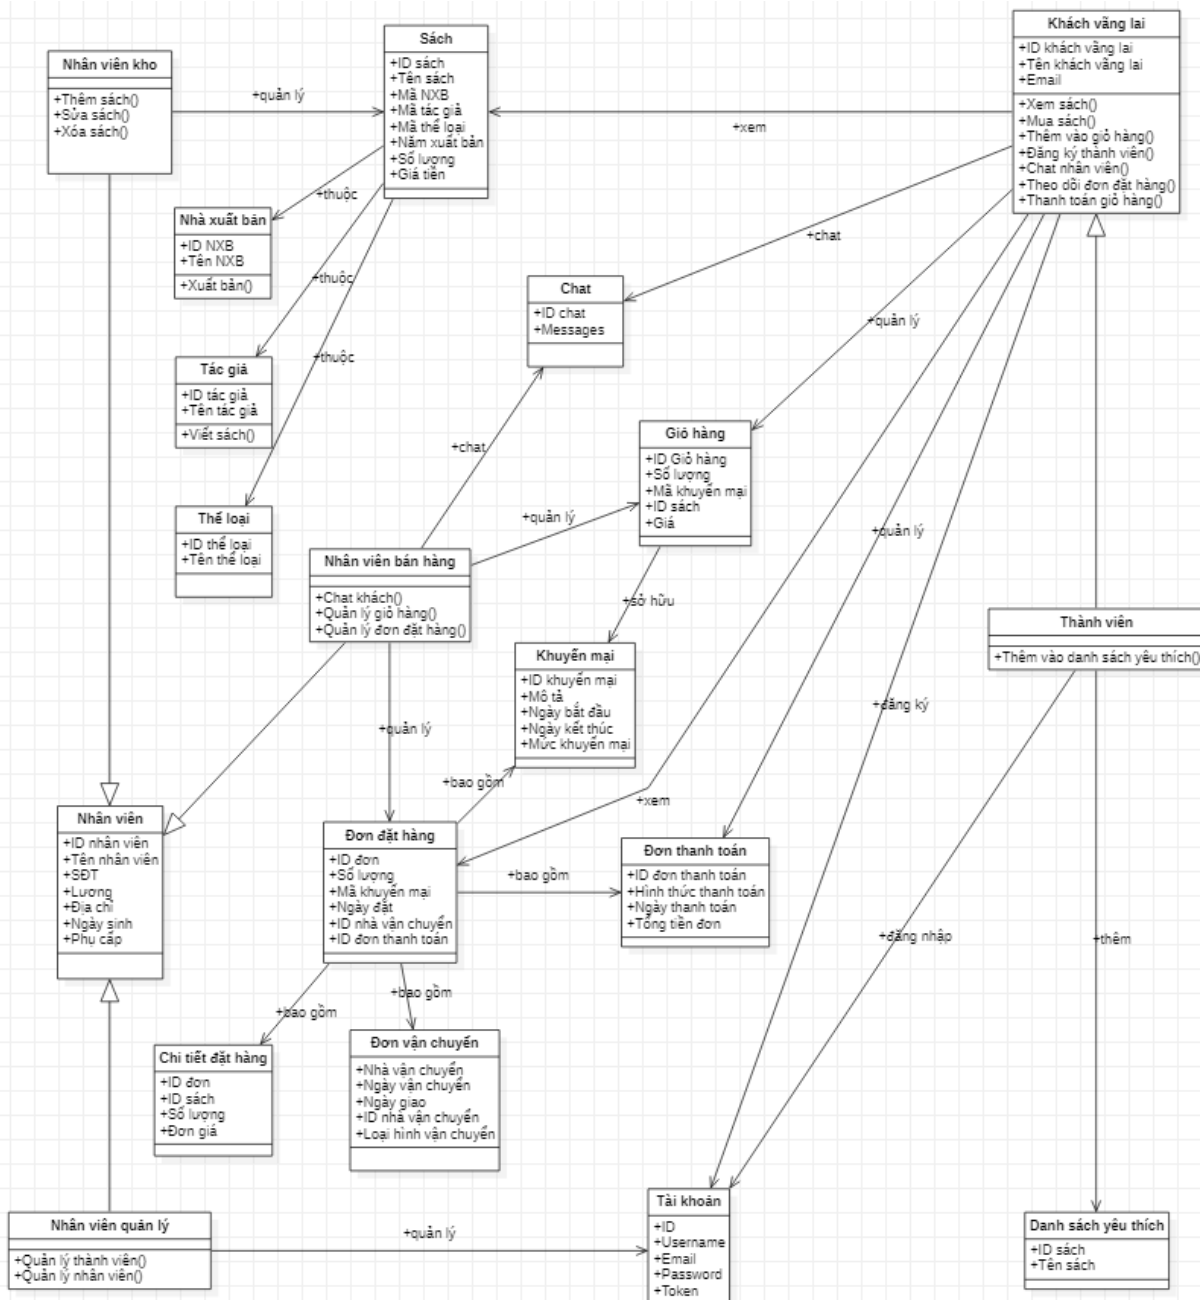 Nhân viên kho
+Thêm sách()
+Sửa sách()
+Xóa sách()
+quản lý
Sách
+ID sách
+Tên sách
+Mã NXB
+Mã tác giả
+Mã thể loại
+Năm xuất bản
+Số lượng
+Giá tiền
+xem
Khách vãng lai
+ID khách vãng lai
+Tên khách vãng lai
+Email
+Xem sách()
+Mua sách()
+Thêm vào giỏ hàng()
+Đăng ký thành viên()
+Chat nhân viên()
+Theo dõi đơn đặt hàng()
+Thanh toán giỏ hàng()
+thuộc
Nhà xuất bản
+ID NXB
+Tên NXB
+Xuất bản()
+thuộc
+chat
Chat
+ID chat
+Messages
+quản lý
Tác giả
+ID tác giả
+Tên tác giả
+Viết sách()
+thuộc
+chat
Giỏ hàng
+ID Giỏ hàng
+Số lượng
+Mã khuyến mại
+ID sách
+Giá
Thể loại
+ID thể loại
+Tên thể loại
+quản lý
+quản lý
Nhân viên bán hàng
+Chat khách()
+Quản lý giỏ hàng()
+Quản lý đơn đặt hàng()
+sở hữu
Thành viên
+Thêm vào danh sách yêu thích()
Khuyến mại
+ID khuyến mại
+Mô tả
+Ngày bắt đầu
+Ngày kết thúc
+Mức khuyến mại
+quản lý
+đăng ký
+bao gồm
+xem
Nhân viên
+ID nhân viên
+Tên nhân viên
+SĐT
+Lương
+Địa chỉ
+Ngày sinh
+Phụ cấp
Đơn đặt hàng
+ID đơn
+Số lượng
+Mã khuyến mại
+Ngày đặt
+ID nhà vận chuyển
+ID đơn thanh toán
+bao gồm
Đơn thanh toán
+ID đơn thanh toán
+Hình thức thanh toán
+Ngày thanh toán
+Tổng tiền đơn
+đăng nhập
+thêm
+bao gồm
+bao gồm
Chi tiết đặt hàng
+ID đơn
+ID sách
+Số lượng
+Đơn giá
Đơn vận chuyển
+Nhà vận chuyển
+Ngày vận chuyển
+Ngày giao
+ID nhà vận chuyển
+Loại hình vận chuyển
Nhân viên quản lý
+Quản lý thành viên()
+Quản lý nhân viên()
+quản lý
Tài khoản
+ID
+Username
+Email
+Password
+Token
Danh sách yêu thích
+ID sách
+Tên sách